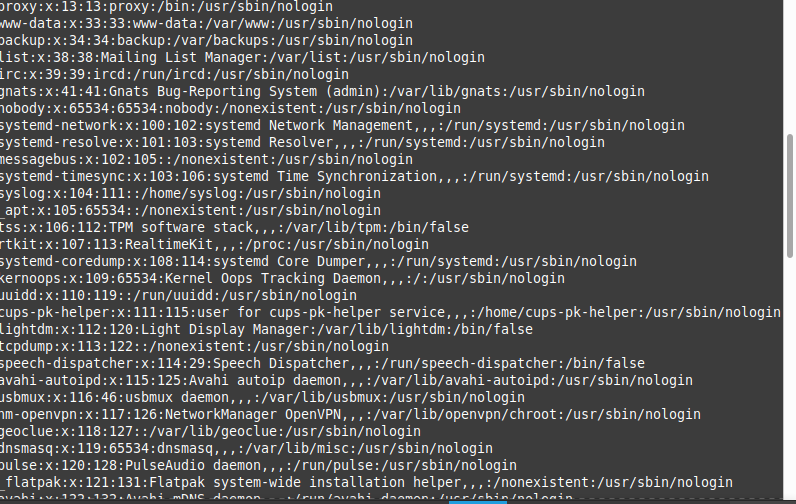 proxy:x:13:13:proxy:/bin:/usr/sbin/nologin
www-data:x:33:33:www-data:/var/www:/usr/sbin/nologin
backup:x:34:34:backup:/var/backups:/usr/sbin/nologin
list:x:38:38:Mailing List Manager:/var/list:/usr/sbin/nologin
irc:x:39:39:ircd:/run/ircd:/usr/sbin/nologin
gnats:x:41:41:Gnats Bug-Reporting System (admin):/var/lib/gnats:/usr/sbin/nologin
nobody:x:65534:65534:nobody:/nonexistent:/usr/sbin/nologin
systemd-network:x:100:102:systemd Network Management,,,:/run/systemd:/usr/sbin/nologin
systemd-resolve:x:101:103:systemd Resolver,,,:/run/systemd:/usr/sbin/nologin
messagebus:x:102:105::/nonexistent:/usr/sbin/nologin
systemd-timesync:x:103:106:systemd Time Synchronization,,,:/run/systemd:/usr/sbin/nologin
syslog:x:104:111::/home/syslog:/usr/sbin/nologin
_apt:x:105:65534::/nonexistent:/usr/sbin/nologin
tss:x:106:112:TPM software stack,,,:/var/lib/tpm:/bin/false
rtkit:x:107:113:RealtimeKit,,,:/proc:/usr/sbin/nologin
systemd-coredump:x:108:114:systemd Core Dumper,,,:/run/systemd:/usr/sbin/nologin
kernoops:x:109:65534:Kernel Oops Tracking Daemon,,,:/:/usr/sbin/nologin
uuidd:x:110:119::/run/uuidd:/usr/sbin/nologin
cups-pk-helper:x:111:115:user for cups-pk-helper service,,,:/home/cups-pk-helper:/usr/sbin/nologin
lightdm:x:112:120:Light Display Manager:/var/lib/lightdm:/bin/false
tcpdump:x:113:122::/nonexistent:/usr/sbin/nologin
speech-dispatcher:x:114:29:Speech Dispatcher,,,:/run/speech-dispatcher:/bin/false
avahi-autoipd:x:115:125:Avahi autoip daemon,,,:/var/lib/avahi-autoipd:/usr/sbin/nologin
usbmux:x:116:46:usbmux daemon,,,:/var/lib/usbmux:/usr/sbin/nologin
nm-openvpn:x:117:126:NetworkManager OpenVPN,,,:/var/lib/openvpn/chroot:/usr/sbin/nologin
geoclue:x:118:127::/var/lib/geoclue:/usr/sbin/nologin
dnsmasq:x:119:65534:dnsmasq,,,:/var/lib/misc:/usr/sbin/nologin
pulse:x:120:128:PulseAudio daemon,,,:/run/pulse:/usr/sbin/nologin
_flatpak:x:121:131:Flatpak system-wide installation helper,,,:/nonexistent:/usr/sbin/nologin
avahi:x:122:132:Avahi mDNS daemon,,,:/run/avahi-daemon:/usr/sbin/nologin